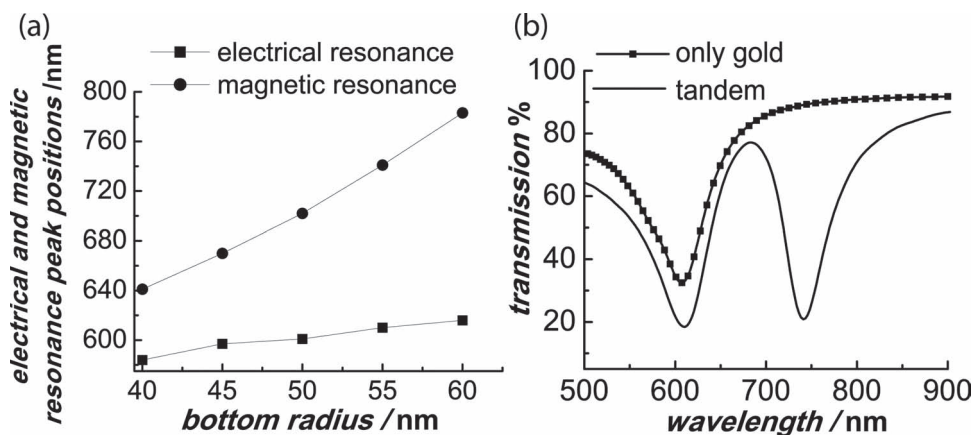 (a)
electrical resonance
magnetic resonance
electrical and magnetic
resonance peak positions /nm
800
760
720
680
640
600
40 45 50 55 60
bottom radius / nm
(b)
only gold
tandem
transmission %
100
80
60
40
20
500 600 700 800 900
wavelength / nm